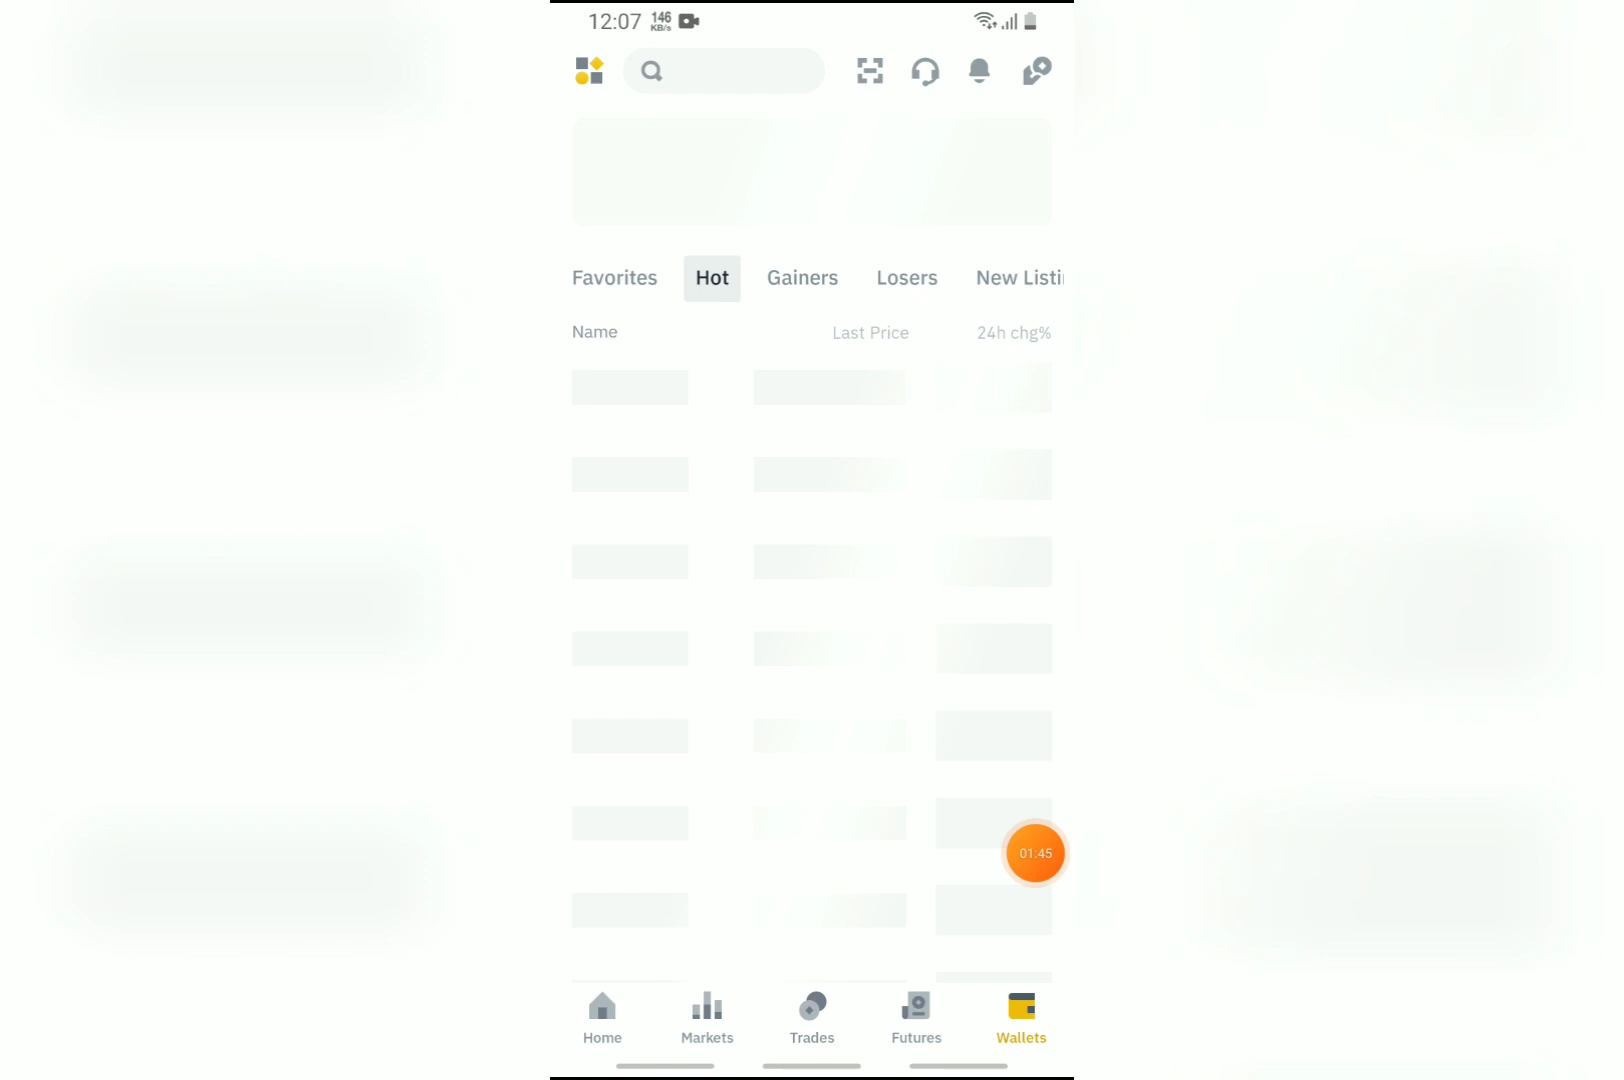 12:07 146 KB/s
Favorites Hot Gainers Losers New Listi
Name Last Price 24h chg%
01:45
Home Markets Trades Futures Wallets